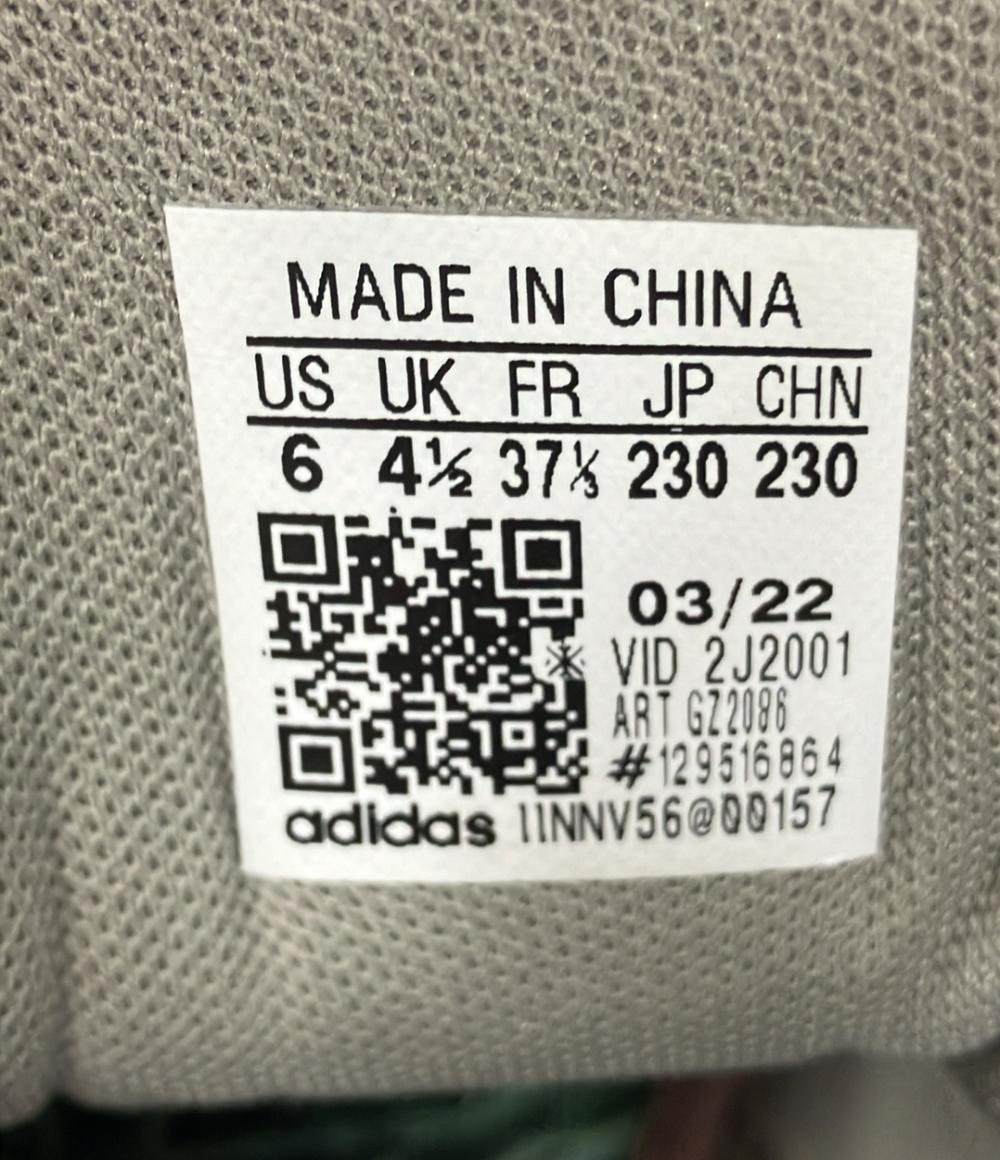 MADE IN CHINA
US UK FR JP CHN
6 4½ 37⅓ 230 230
03/22
VID 2J2001
ART GZ2086
#129516864
adidas 11NNV56@00157